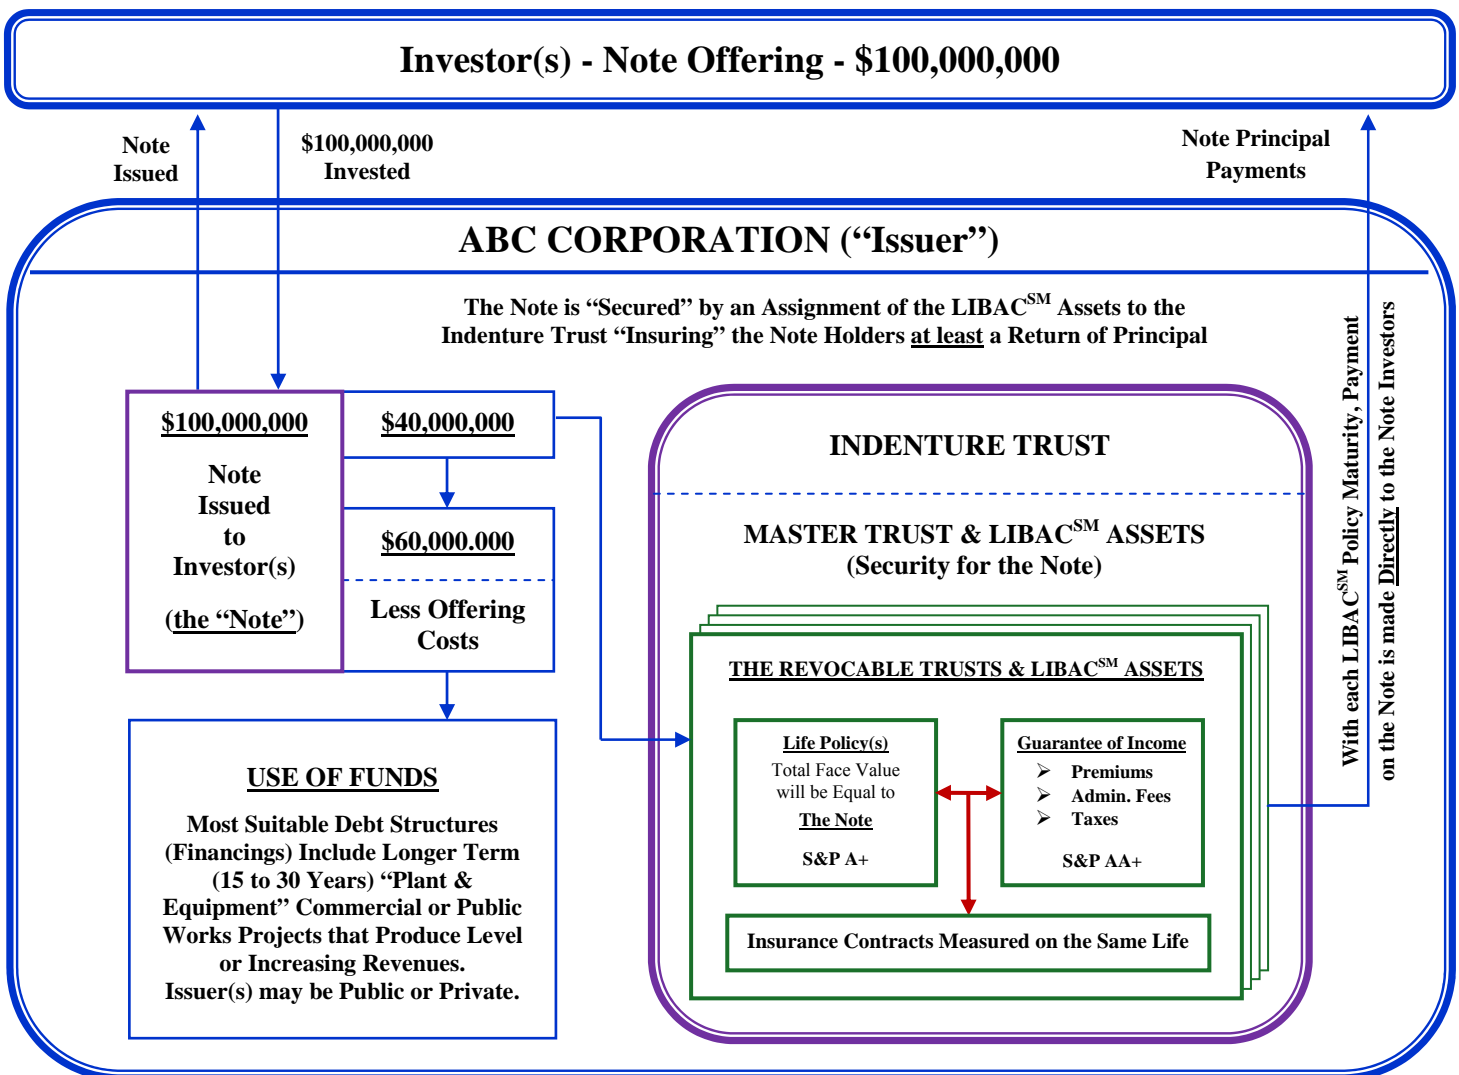 Investor(s) - Note Offering - $100,000,000
Note
Issued
$100,000,000
Invested
Note Principal
Payments
ABC CORPORATION (“Issuer”)
The Note is “Secured” by an Assignment of the LIBACSM Assets to the
Indenture Trust “Insuring” the Note Holders at least a Return of Principal
$100,000,000
Note
Issued
to
Investor(s)
(the “Note”)
$40,000,000
$60,000.000
Less Offering
Costs
USE OF FUNDS
Most Suitable Debt Structures
(Financings) Include Longer Term
(15 to 30 Years) “Plant &
Equipment” Commercial or Public
Works Projects that Produce Level
or Increasing Revenues.
Issuer(s) may be Public or Private.
INDENTURE TRUST
MASTER TRUST & LIBACSM ASSETS
(Security for the Note)
THE REVOCABLE TRUSTS & LIBACSM ASSETS
Life Policy(s)
Total Face Value
will be Equal to
The Note
S&P A+
Guarantee of Income
➢ Premiums
➢ Admin. Fees
➢ Taxes
S&P AA+
Insurance Contracts Measured on the Same Life
With each LIBACSM Policy Maturity, Payment
on the Note is made Directly to the Note Investors